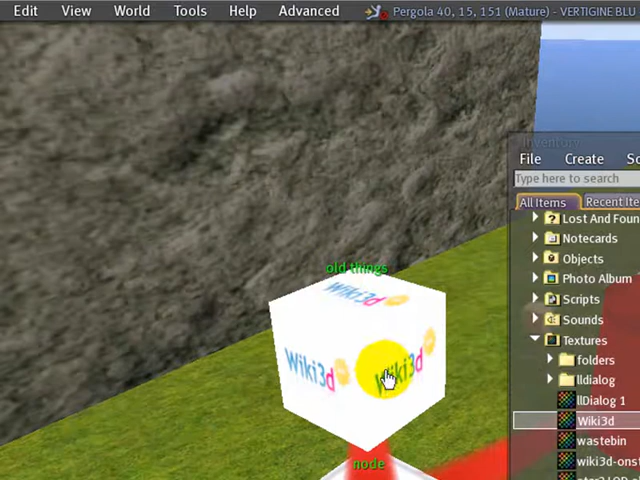 Edit View World Tools Help Advanced Pergola 40, 15, 151 (Mature) - VERTIGINE BLU
Inventory
File Create
Type here to search
All Items Recent
Lost And
Notecards
Objects
Photo Album
Scripts
Sounds
Textures
folders
lldialog
llDialog 1
Wiki3d
wastebin
old things
Wiki3d
Wiki3d Wiki3d
node